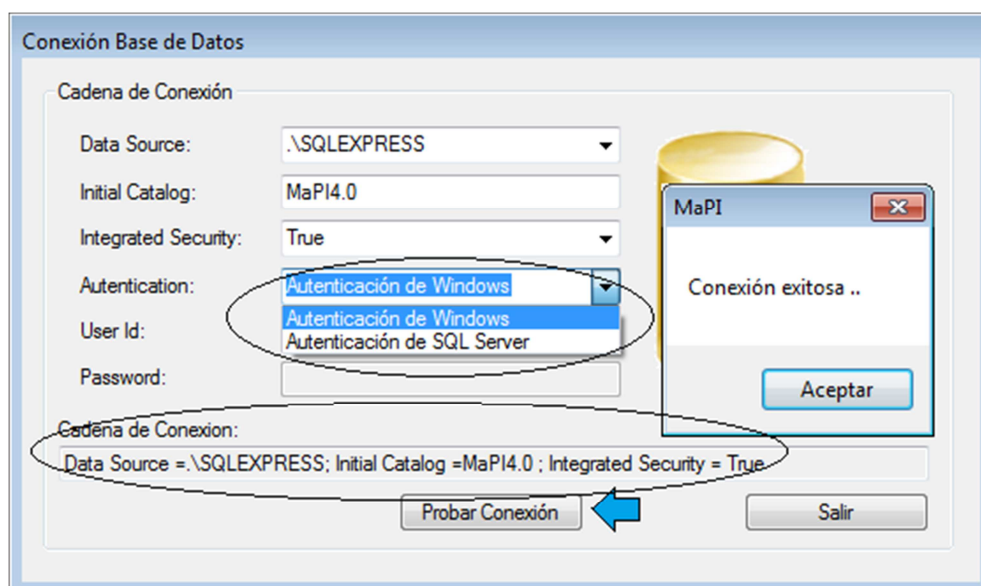 Conexión Base de Datos
Cadena de Conexión
Data Source: .\SQLEXPRESS
Initial Catalog: MaPI4.0
Integrated Security: True
Autentication: Autenticación de Windows
Autenticación de Windows
User Id:
Autenticación de SQL Server
Password:
MaPI
Conexión exitosa ..
Aceptar
Cadena de Conexion:
Data Source =.\SQLEXPRESS; Initial Catalog =MaPI4.0 ; Integrated Security = True
Probar Conexión
Salir